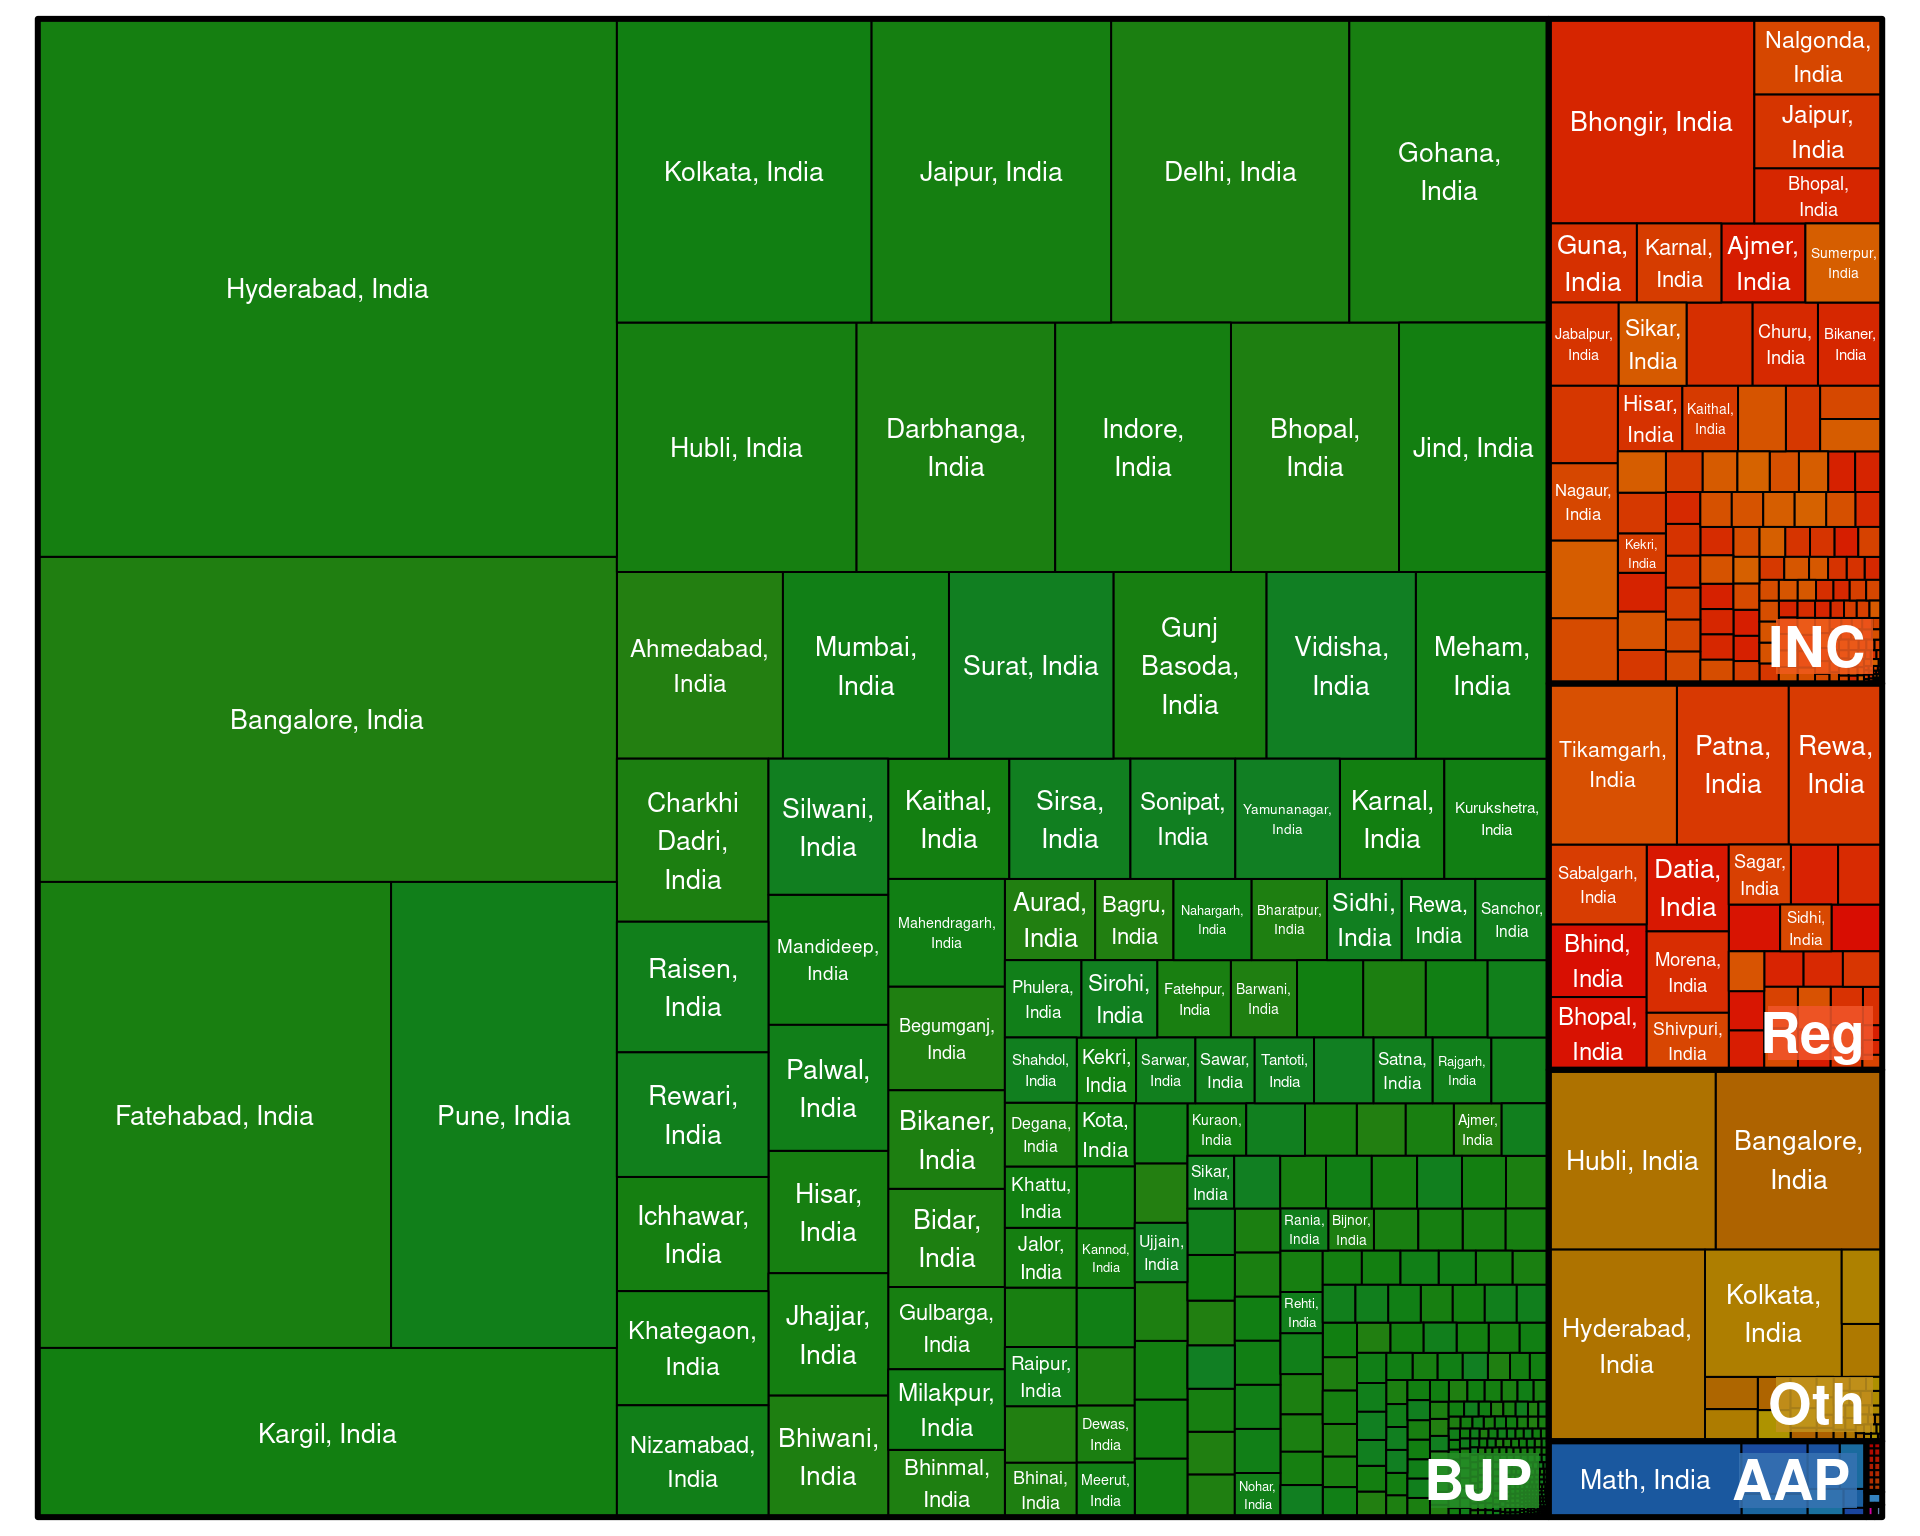 Hyderabad, India
Bangalore, India
Fatehabad, India
Pune, India
Kargil, India
Kolkata, India
Jaipur, India
Delhi, India
Gohana,
India
Hubli, India
Darbhanga,
India
Indore,
India
Bhopal,
India
Jind, India
Ahmedabad,
India
Mumbai,
India
Surat, India
Gunj
Basoda,
India
Vidisha,
India
Meham,
India
Charkhi
Dadri,
India
Raisen,
India
Rewari,
India
Ichhawar,
India
Khategaon,
India
Nizamabad,
India
Silwani,
India
Mandideep,
India
Palwal,
India
Hisar,
India
Jhajjar,
India
Bhiwani,
India
Kaithal,
India
Sirsa,
India
Sonipat,
India
Yamunanagar,
India
Karnal,
India
Kurukshetra,
India
Mahendragarh,
India
Begumganj,
India
Bikaner,
India
Bidar,
India
Gulbarga,
India
Milakpur,
India
Bhinmal,
India
Aurad,
India
Bagru,
India
Nahargarh,
India
Bharatpur,
India
Sidhi,
India
Rewa,
India
Sanchor,
India
Phulera,
India
Sirohi,
India
Fatehpur,
India
Barwani,
India
Shahdol,
India
Kekri,
India
Sarwar,
India
Sawar,
India
Tantoti,
India
Satna,
India
Rajgarh,
India
Degana,
India
Kota,
India
Kuraon,
India
Ajmer,
India
Khattu,
India
Sikar,
India
Jalor,
India
Kannod,
India
Ujjain,
India
Rania,
India
Bijnor,
India
Rehti,
India
Raipur,
India
Dewas,
India
Bhinai,
India
Meerut,
India
Nohar,
India
BJP
Bhongir, India
Nalgonda,
India
Jaipur,
India
Bhopal,
India
Guna,
India
Karnal,
India
Ajmer,
India
Sumerpur,
India
Jabalpur,
India
Sikar,
India
Churu,
India
Bikaner,
India
Hisar,
India
Kaithal,
India
Nagaur,
India
Kekri,
India
INC
Tikamgarh,
India
Patna,
India
Rewa,
India
Sabalgarh,
India
Datia,
India
Sagar,
India
Bhind,
India
Sidhi,
India
Morena,
India
Bhopal,
India
Shivpuri,
India
Reg
Hubli, India
Bangalore,
India
Hyderabad,
India
Kolkata,
India
Oth
Math, India
AAP